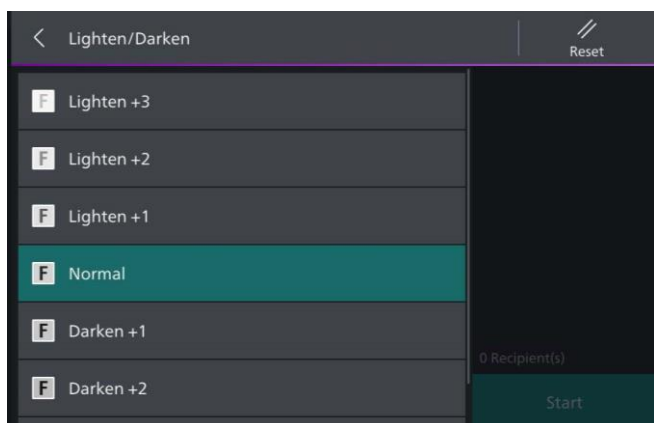 Lighten/Darken
Reset
F Lighten +3
F Lighten +2
F Lighten +1
F Normal
F Darken +1
F Darken +2
0 Recipient(s)
Start